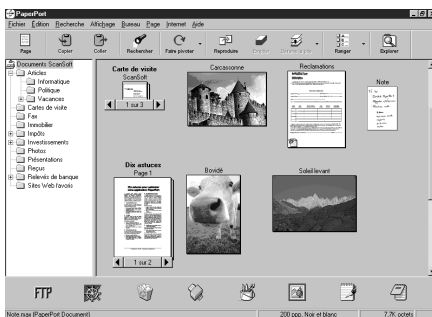 PaperPort
Fichier Édition Recherche Affichage Bureau Page Internet Aide
Page Copier Coller Rechercher Faire pivoter Reproduire Empiler Ranger Explorer
Documents ScanSoft
Articles
Informatique
Politique
Vacances
Cartes de visite
Fax
Immobilier
Impôts
Investissements
Photos
Présentations
Reçus
Relevés de banque
Sites Web favoris
Carte de visite
ScanSoft
1 sur 3
Carcassonne
Reclamations
Note
Dix astuces
Page 1
1 sur 2
Bovidé
Soleil levant
FTP
Note.max (PaperPort Document)
200 ppp, Noir et blanc
7,7K octets